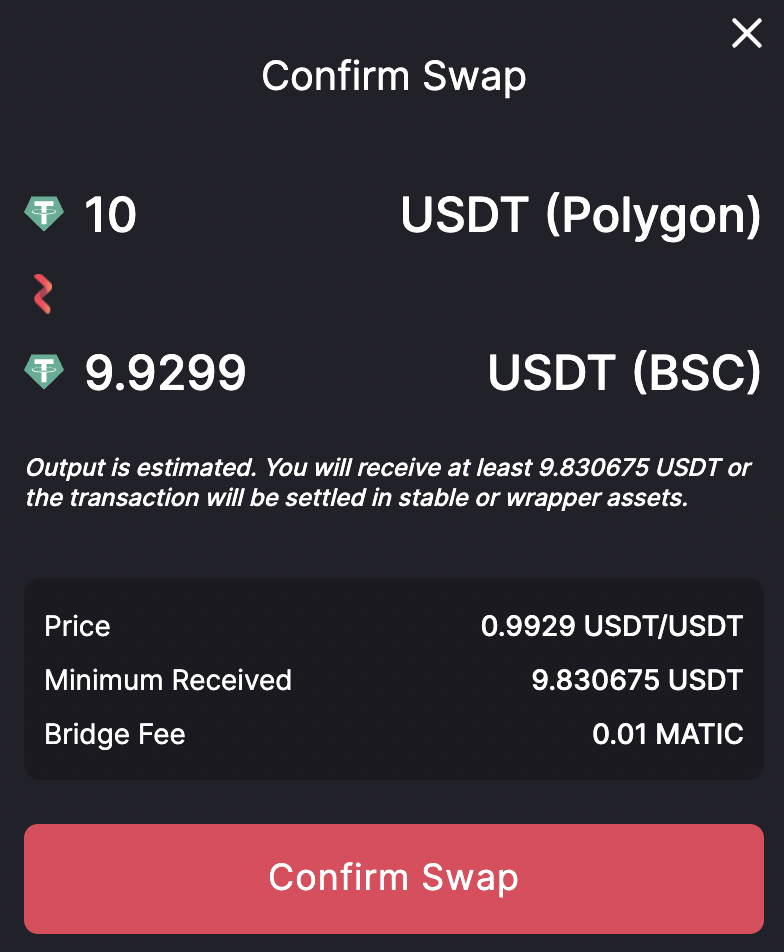 Confirm Swap
10 USDT (Polygon)
9.9299 USDT (BSC)
Output is estimated. You will receive at least 9.830675 USDT or
the transaction will be settled in stable or wrapper assets.
Price 0.9929 USDT/USDT
Minimum Received 9.830675 USDT
Bridge Fee 0.01 MATIC
Confirm Swap